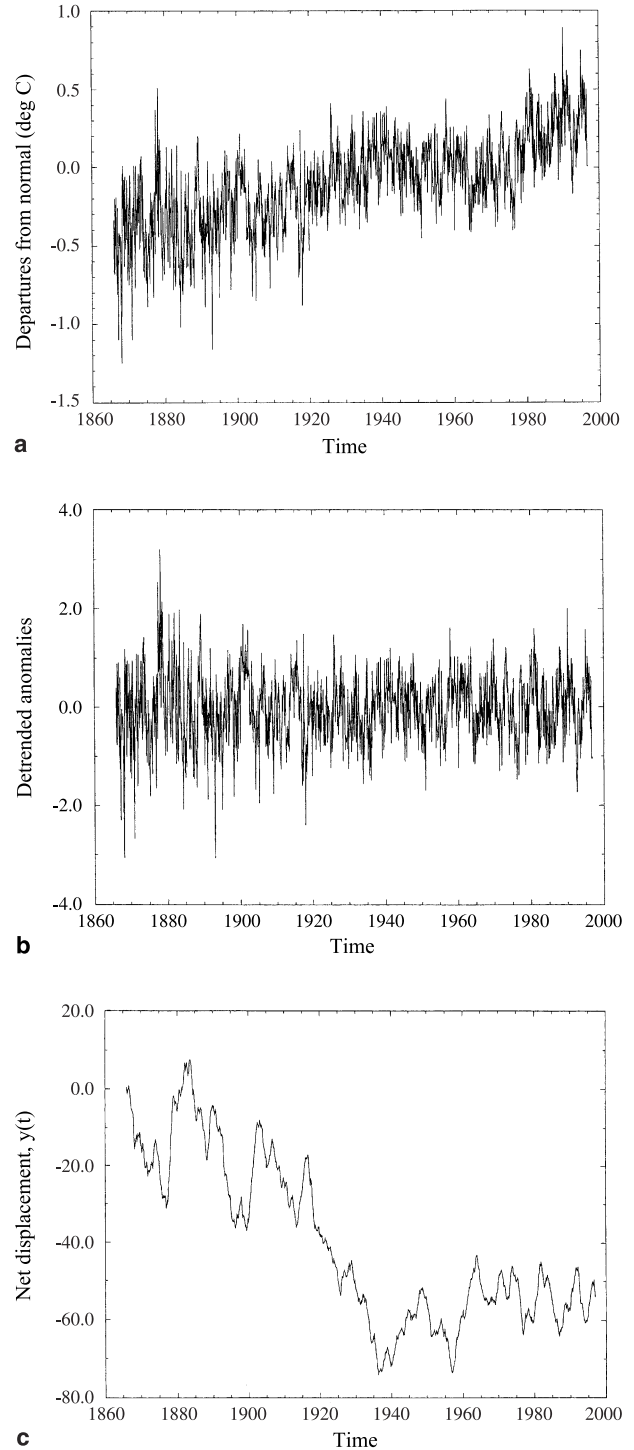 1.0
0.5
0.0
-0.5
-1.0
-1.5
Departures from normal (deg C)
1860 1880 1900 1920 1940 1960 1980 2000
Time
a
4.0
2.0
0.0
-2.0
-4.0
Detrended anomalies
1860 1880 1900 1920 1940 1960 1980 2000
Time
b
20.0
0.0
-20.0
-40.0
-60.0
-80.0
Net displacement, y(t)
1860 1880 1900 1920 1940 1960 1980 2000
Time
c